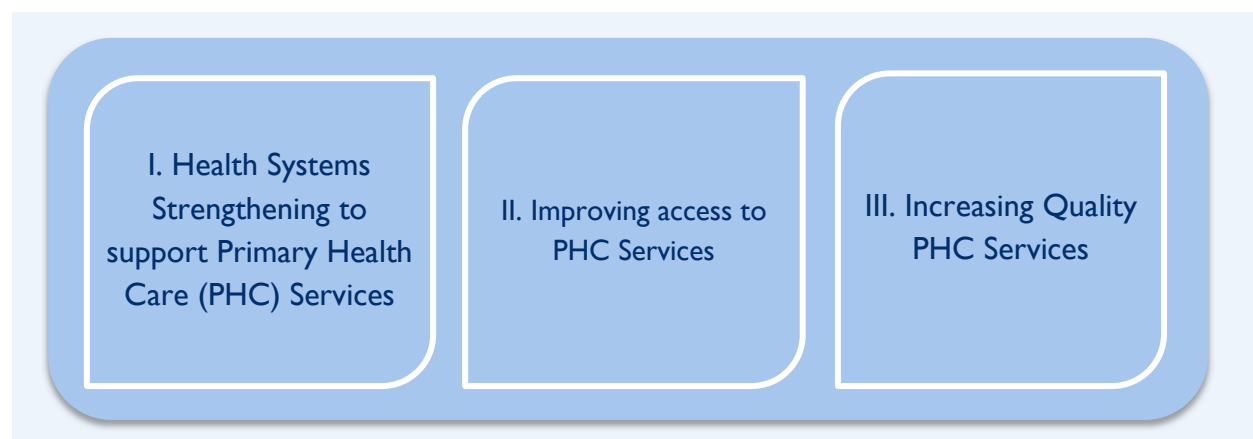 I. Health Systems
Strengthening to
support Primary Health
Care (PHC) Services
II. Improving access to
PHC Services
III. Increasing Quality
PHC Services